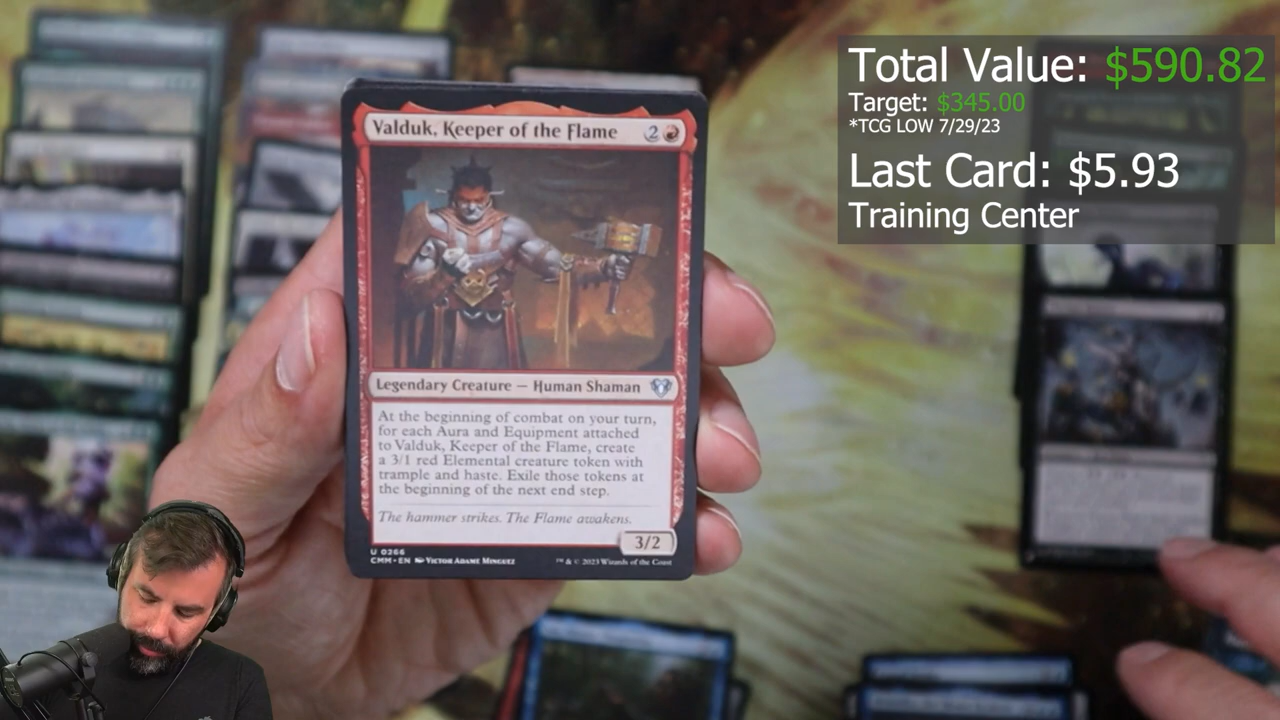 Valduk, Keeper of the Flame 2
Legendary Creature — Human Shaman
At the beginning of combat on your turn,
for each Aura and Equipment attached
to Valduk, Keeper of the Flame, create
a 3/1 red Elemental creature token with
trample and haste. Exile those tokens at
the beginning of the next end step.
The hammer strikes. The Flame awakens.
3/2
U 0266
CMM • EN Victor Adame Minguez
™ & © 2023 Wizards of the Coast
Total Value: $590.82
Target: $345.00
*TCG LOW 7/29/23
Last Card: $5.93
Training Center